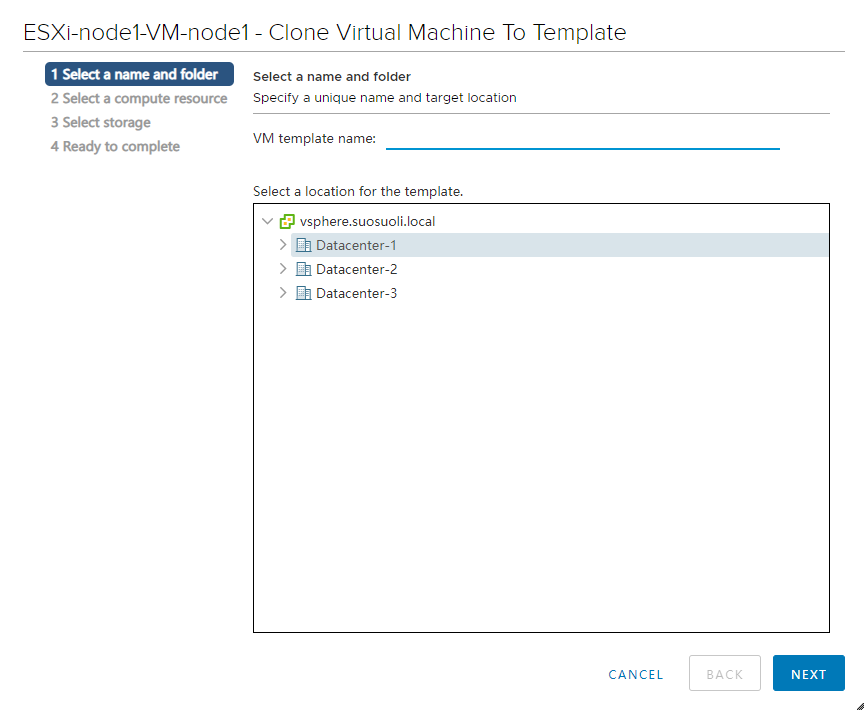 ESXi-node1-VM-node1 - Clone Virtual Machine To Template
1 Select a name and folder
2 Select a compute resource
3 Select storage
4 Ready to complete
Select a name and folder
Specify a unique name and target location
VM template name:
Select a location for the template.
vsphere.suosuoli.local
Datacenter-1
Datacenter-2
Datacenter-3
CANCEL BACK NEXT